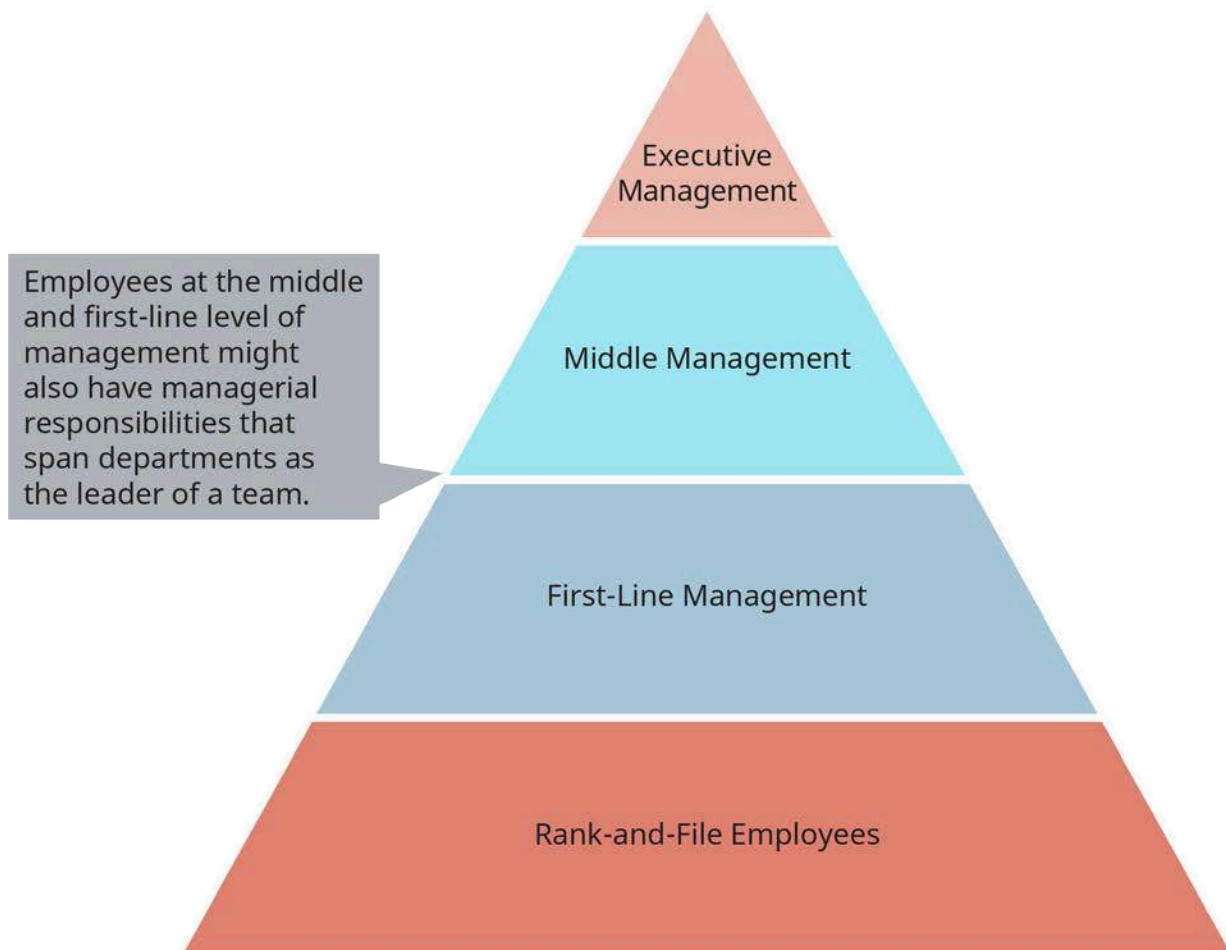 Executive
Management
Employees at the middle
and first-line level of
management might
also have managerial
responsibilities that
span departments as
the leader of a team.
Middle Management
First-Line Management
Rank-and-File Employees